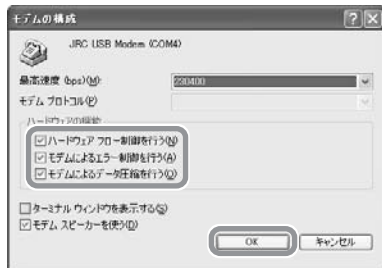 モデムの構成
JRC USB Modem (COM4)
最高速度 (bps)(M):
230400
モデム プロトコル(P)
ハードウェアの機能
ハードウェア フロー制御を行う(N)
モデムによるエラー制御を行う(A)
モデムによるデータ圧縮を行う(Q)
ターミナル ウィンドウを表示する(S)
モデム スピーカーを使う(D)
OK
キャンセル